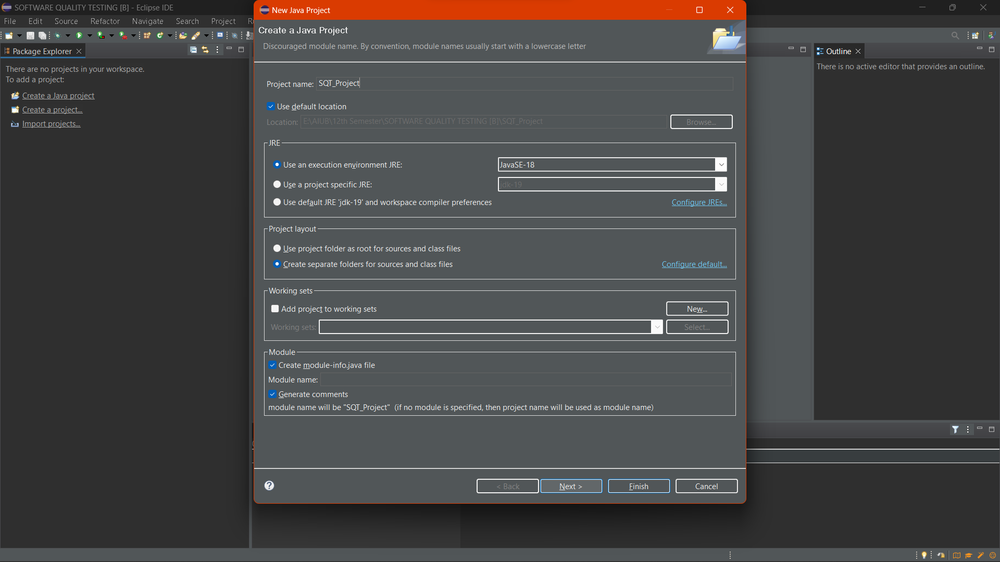 SOFTWARE QUALITY TESTING [B] - Eclipse IDE
File Edit Source Refactor Navigate Search Project
Package Explorer
There are no projects in your workspace.
To add a project:
Create a Java project
Create a project...
Import projects...
New Java Project
Create a Java Project
Discouraged module name. By convention, module names usually start with a lowercase letter
Project name: SQT_Project
Use default location
Location: E:\AIUB\12th Semester\SOFTWARE QUALITY TESTING [B]\SQT_Project Browse...
JRE
Use an execution environment JRE: JavaSE-18
Use a project specific JRE: jdk-19
Use default JRE 'jdk-19' and workspace compiler preferences Configure JREs...
Project layout
Use project folder as root for sources and class files
Create separate folders for sources and class files Configure default...
Working sets
Add project to working sets New...
Working sets: Select...
Module
Create module-info.java file
Module name:
Generate comments
module name will be "SQT_Project" (if no module is specified, then project name will be used as module name)
< Back Next > Finish Cancel
Outline
There is no active editor that provides an outline.